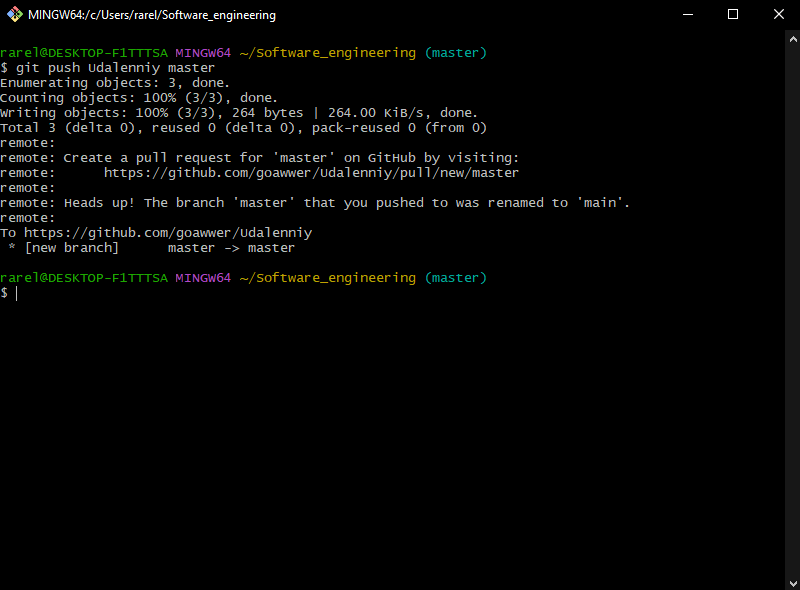 MINGW64:/c/Users/rarel/Software_engineering
rarel@DESKTOP-F1TTTSA MINGW64 ~/Software_engineering (master)
$ git push Udalenniy master
Enumerating objects: 3, done.
Counting objects: 100% (3/3), done.
Writing objects: 100% (3/3), 264 bytes | 264.00 KiB/s, done.
Total 3 (delta 0), reused 0 (delta 0), pack-reused 0 (from 0)
remote:
remote: Create a pull request for 'master' on GitHub by visiting:
remote:      https://github.com/goawwer/Udalenniy/pull/new/master
remote:
remote: Heads up! The branch 'master' that you pushed to was renamed to 'main'.
remote:
To https://github.com/goawwer/Udalenniy
 * [new branch]      master -> master
rarel@DESKTOP-F1TTTSA MINGW64 ~/Software_engineering (master)
$